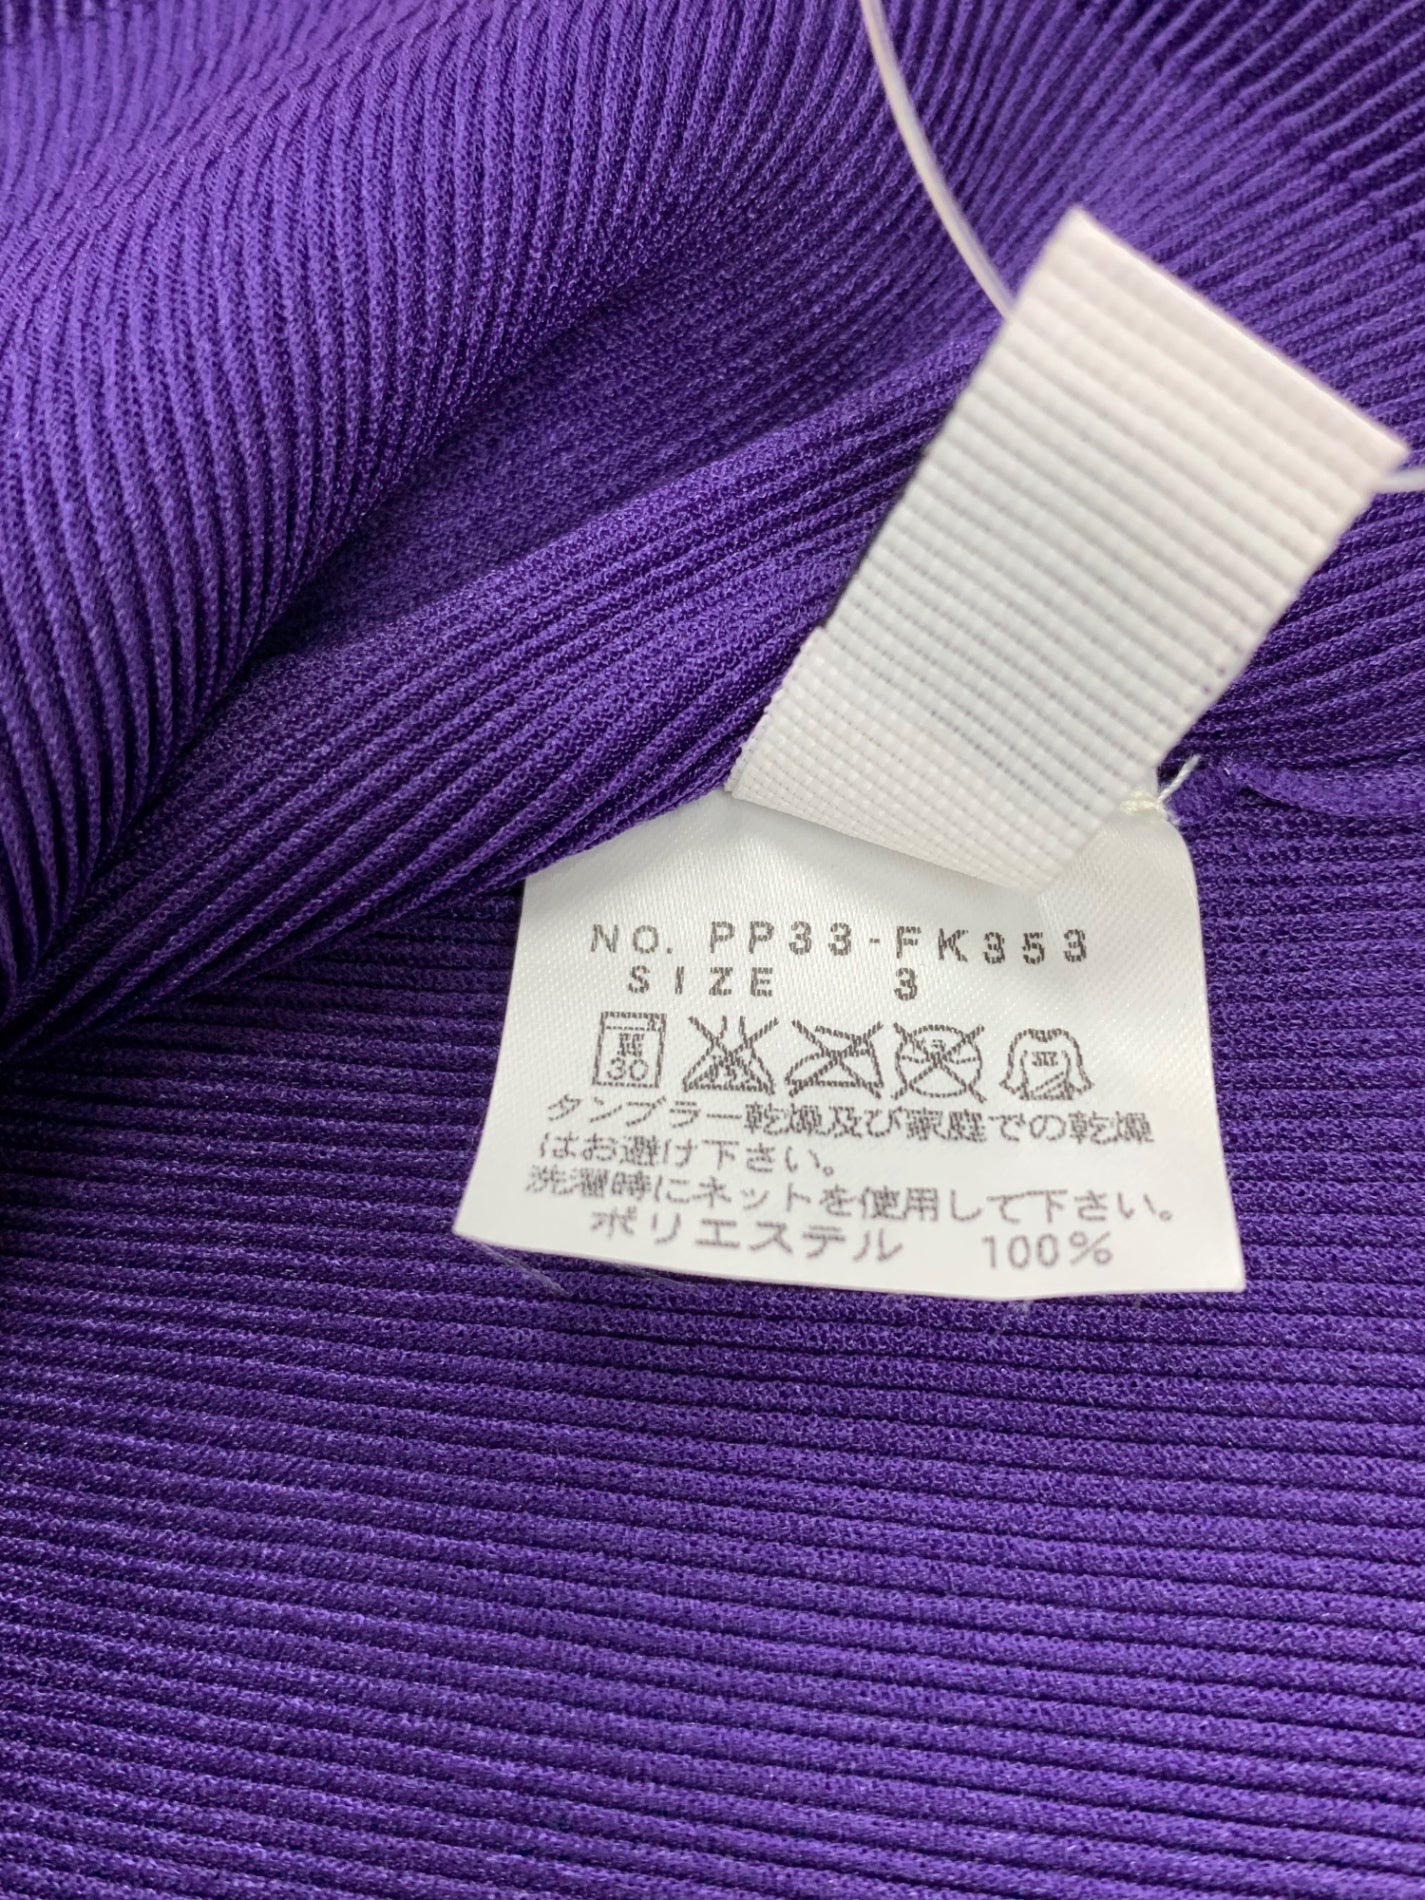 NO. PP33-FK353
SIZE 3
30
タンブラー乾燥及び家庭での乾燥
はお避け下さい。
洗濯時にネットを使用して下さい。
ポリエステル 100%